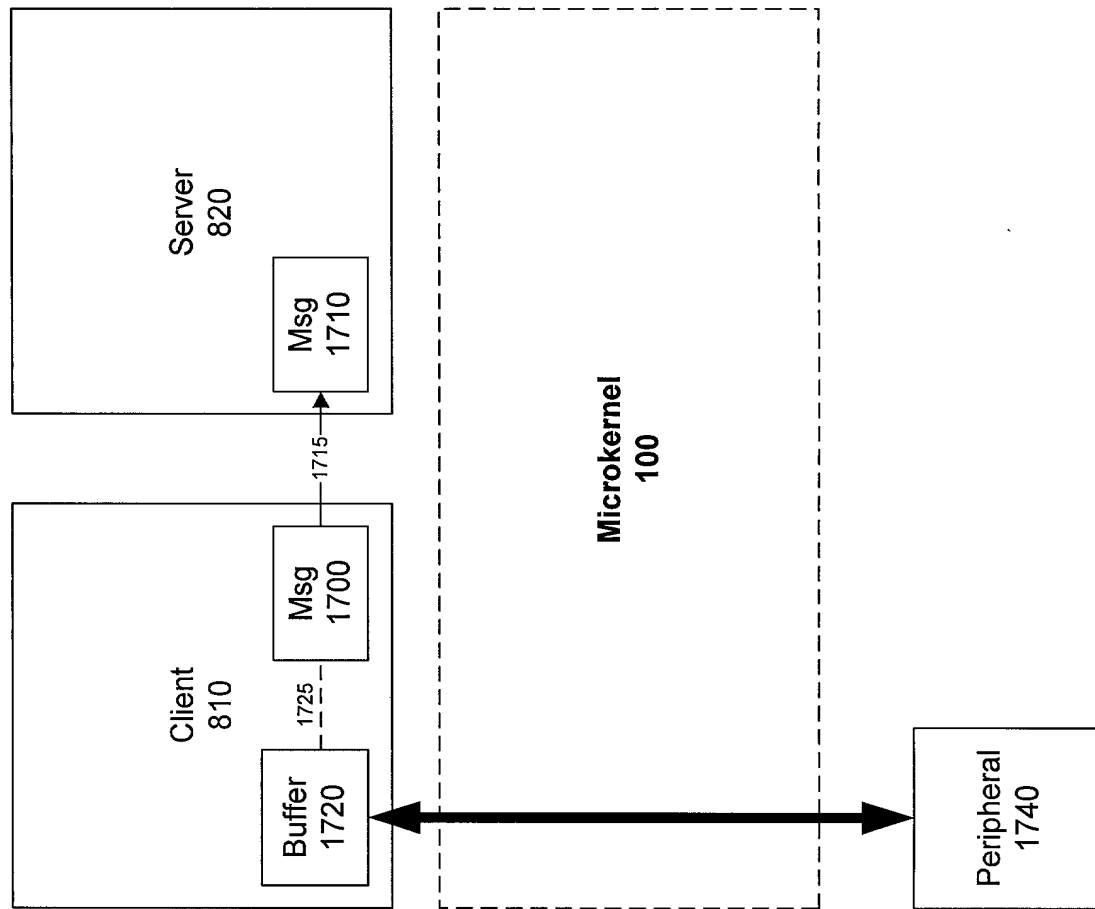 Client
810
Buffer
1720
1725
Msg
1700
1715
Server
820
Msg
1710
Microkernel
100
Peripheral
1740